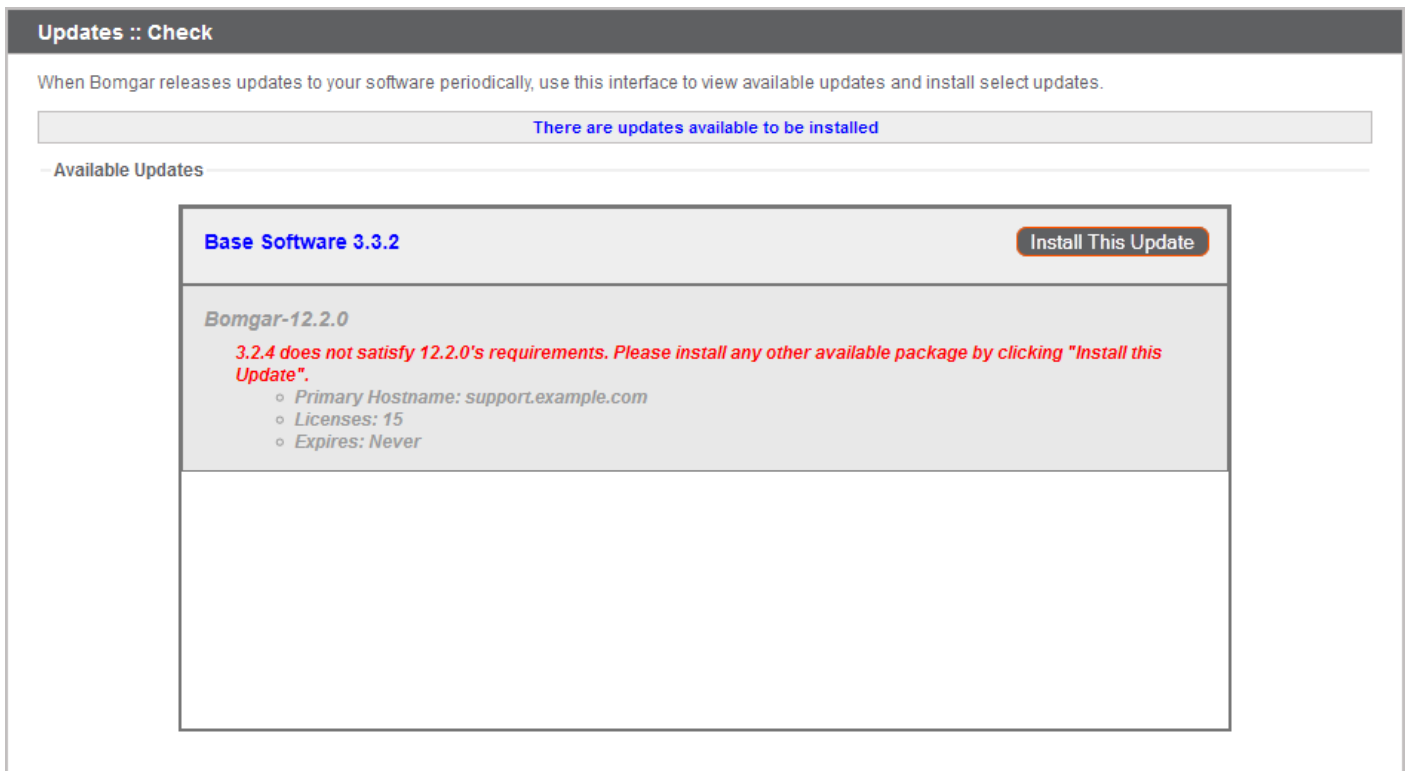 Updates :: Check
When Bomgar releases updates to your software periodically, use this interface to view available updates and install select updates.
There are updates available to be installed
Available Updates
Base Software 3.3.2
Install This Update
Bomgar-12.2.0
3.2.4 does not satisfy 12.2.0's requirements. Please install any other available package by clicking "Install this
Update".
Primary Hostname: support.example.com
Licenses: 15
Expires: Never